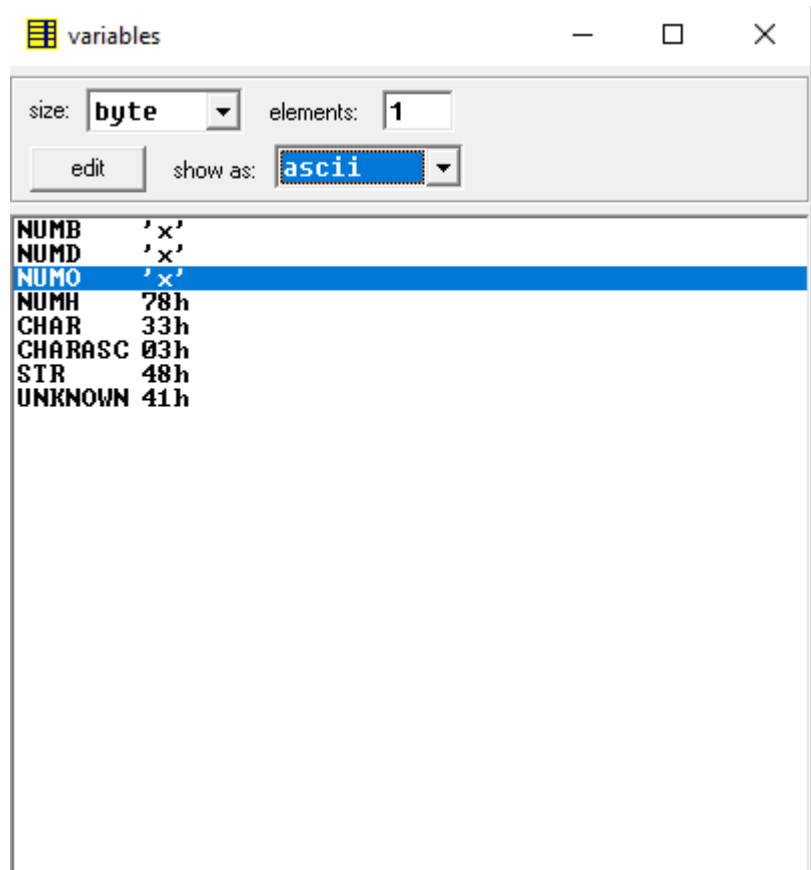 variables
size: byte elements: 1
edit show as: ascii
NUMB 'x'
NUMD 'x'
NUMO 'x'
NUMH 78h
CHAR 33h
CHARASC 03h
STR 48h
UNKNOWN 41h